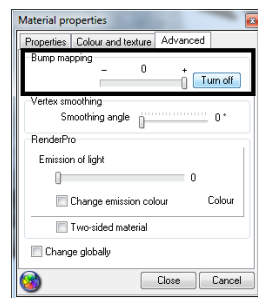 Material properties
Properties Colour and texture Advanced
Bump mapping
- 0 +
Turn off
Vertex smoothing
Smoothing angle 0 °
RenderPro
Emission of light
0
Change emission colour Colour
Two-sided material
Change globally
Close Cancel